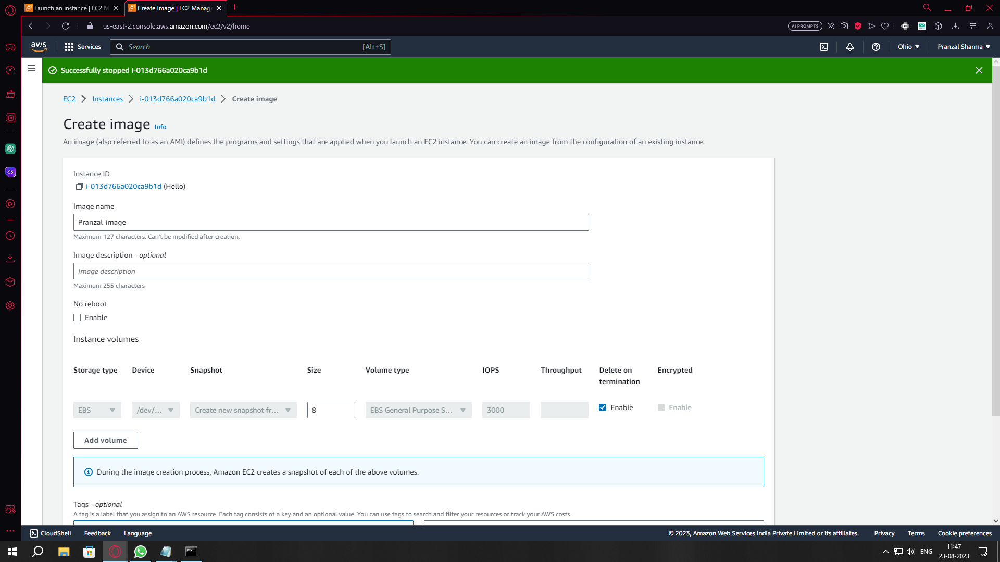 Launch an instance | EC2 M
Create Image | EC2 Manag
us-east-2.console.aws.amazon.com/ec2/v2/home
AI PROMPTS
aws
Services
Search
[Alt+S]
Ohio
Pranzal Sharma
Successfully stopped i-013d766a020ca9b1d
EC2
Instances
i-013d766a020ca9b1d
Create image
Create image Info
An image (also referred to as an AMI) defines the programs and settings that are applied when you launch an EC2 instance. You can create an image from the configuration of an existing instance.
Instance ID
i-013d766a020ca9b1d (Hello)
Image name
Pranzal-image
Maximum 127 characters. Can't be modified after creation.
Image description - optional
Image description
Maximum 255 characters
No reboot
Enable
Instance volumes
Storage type Device Snapshot Size Volume type IOPS Throughput Delete on termination Encrypted
EBS /dev/... Create new snapshot fr... 8 EBS General Purpose S... 3000 Enable Enable
Add volume
During the image creation process, Amazon EC2 creates a snapshot of each of the above volumes.
Tags - optional
A tag is a label that you assign to an AWS resource. Each tag consists of a key and an optional value. You can use tags to search and filter your resources or track your AWS costs.
CloudShell Feedback Language © 2023, Amazon Web Services India Private Limited or its affiliates. Privacy Terms Cookie preferences
CS
ENG
11:47
23-08-2023